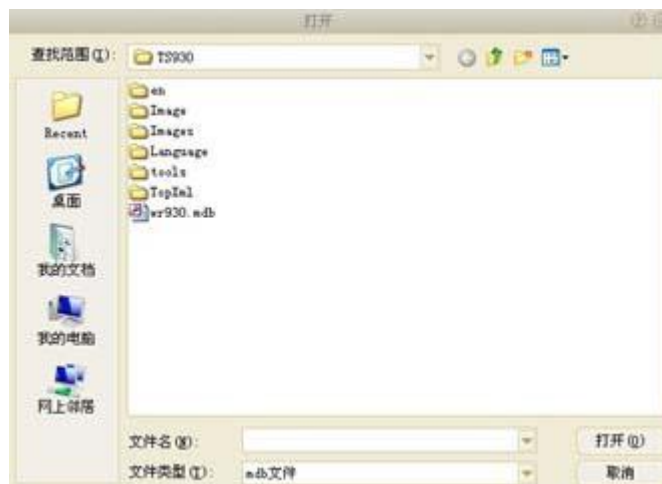 打开
查找范围(I):
TS930
en
Image
Images
Language
tools
TopIml
wr930.mdb
Recent
桌面
我的文档
我的电脑
网上邻居
文件名(N):
打开(O)
文件类型(T):
mdb文件
取消